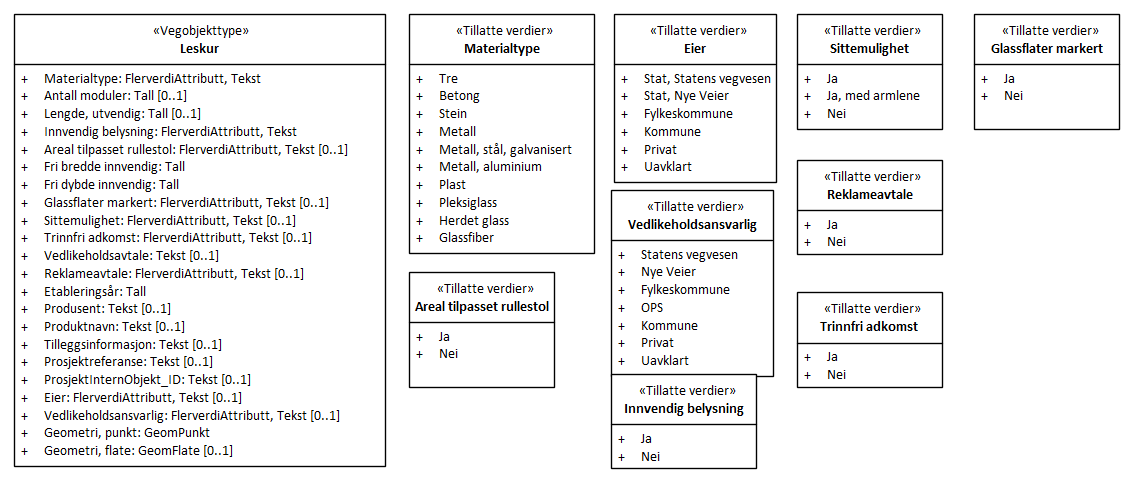 «Vegobjekttype»
Leskur
+ Materialtype: FlerverdiAttributt, Tekst
+ Antall moduler: Tall [0..1]
+ Lengde, utvendig: Tall [0..1]
+ Innvendig belysning: FlerverdiAttributt, Tekst
+ Areal tilpasset rullestol: FlerverdiAttributt, Tekst [0..1]
+ Fri bredde innvendig: Tall
+ Fri dybde innvendig: Tall
+ Glassflater markert: FlerverdiAttributt, Tekst [0..1]
+ Sittemulighet: FlerverdiAttributt, Tekst [0..1]
+ Trinnfri adkomst: FlerverdiAttributt, Tekst [0..1]
+ Vedlikeholdsavtale: Tekst [0..1]
+ Reklameavtale: FlerverdiAttributt, Tekst [0..1]
+ Etableringsår: Tall
+ Produsent: Tekst [0..1]
+ Produktnavn: Tekst [0..1]
+ Tilleggsinformasjon: Tekst [0..1]
+ Prosjektreferanse: Tekst [0..1]
+ ProsjektInternObjekt_ID: Tekst [0..1]
+ Eier: FlerverdiAttributt, Tekst [0..1]
+ Vedlikeholdsansvarlig: FlerverdiAttributt, Tekst [0..1]
+ Geometri, punkt: GeomPunkt
+ Geometri, flate: GeomFlate [0..1]
«Tillatte verdier»
Materialtype
+ Tre
+ Betong
+ Stein
+ Metall
+ Metall, stål, galvanisert
+ Metall, aluminium
+ Plast
+ Pleksiglass
+ Herdet glass
+ Glassfiber
«Tillatte verdier»
Areal tilpasset rullestol
+ Ja
+ Nei
«Tillatte verdier»
Eier
+ Stat, Statens vegvesen
+ Stat, Nye Veier
+ Fylkeskommune
+ Kommune
+ Privat
+ Uavklart
«Tillatte verdier»
Vedlikeholdsansvarlig
+ Statens vegvesen
+ Nye Veier
+ Fylkeskommune
+ OPS
+ Kommune
+ Privat
+ Uavklart
«Tillatte verdier»
Innvendig belysning
+ Ja
+ Nei
«Tillatte verdier»
Sittemulighet
+ Ja
+ Ja, med armlene
+ Nei
«Tillatte verdier»
Reklameavtale
+ Ja
+ Nei
«Tillatte verdier»
Trinnfri adkomst
+ Ja
+ Nei
«Tillatte verdier»
Glassflater markert
+ Ja
+ Nei